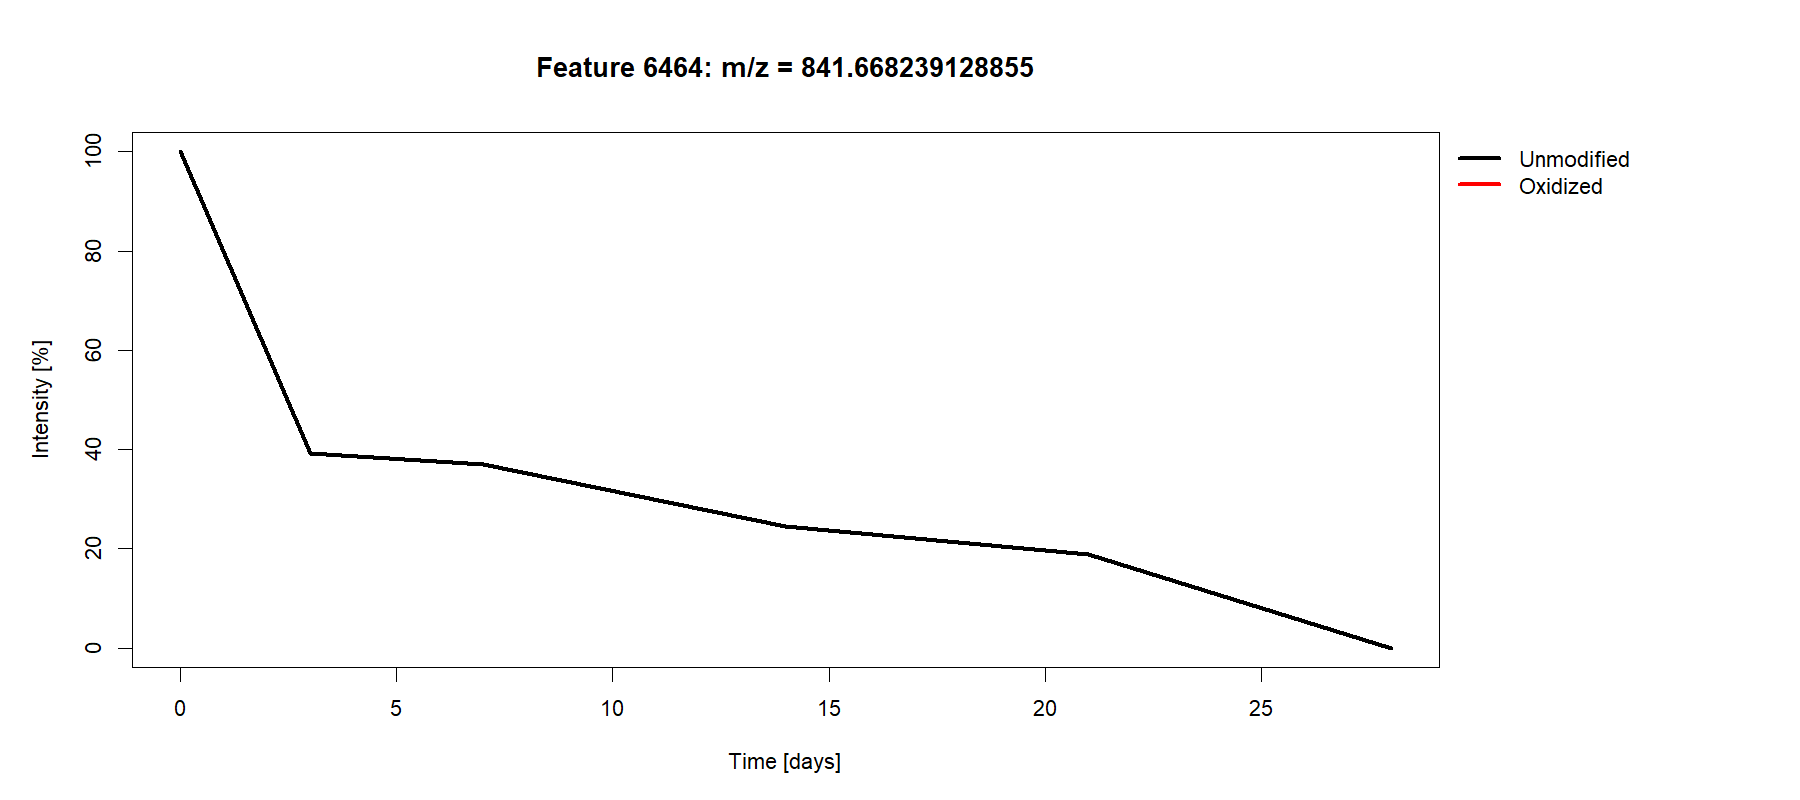 Feature 6464: m/z = 841.668239128855
Unmodified
Oxidized
Intensity [%]
100
80
60
40
20
0
0 5 10 15 20 25
Time [days]